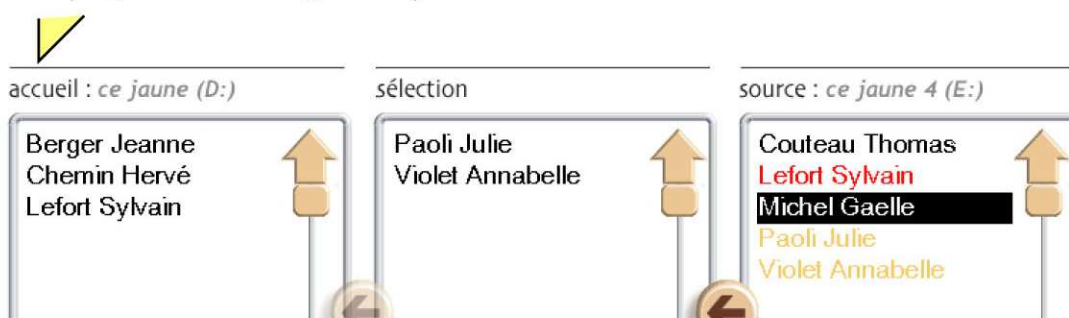 accueil : ce jaune (D:)
Berger Jeanne
Chemin Hervé
Lefort Sylvain
sélection
Paoli Julie
Violet Annabelle
source : ce jaune 4 (E:)
Couteau Thomas
Lefort Sylvain
Michel Gaelle
Paoli Julie
Violet Annabelle